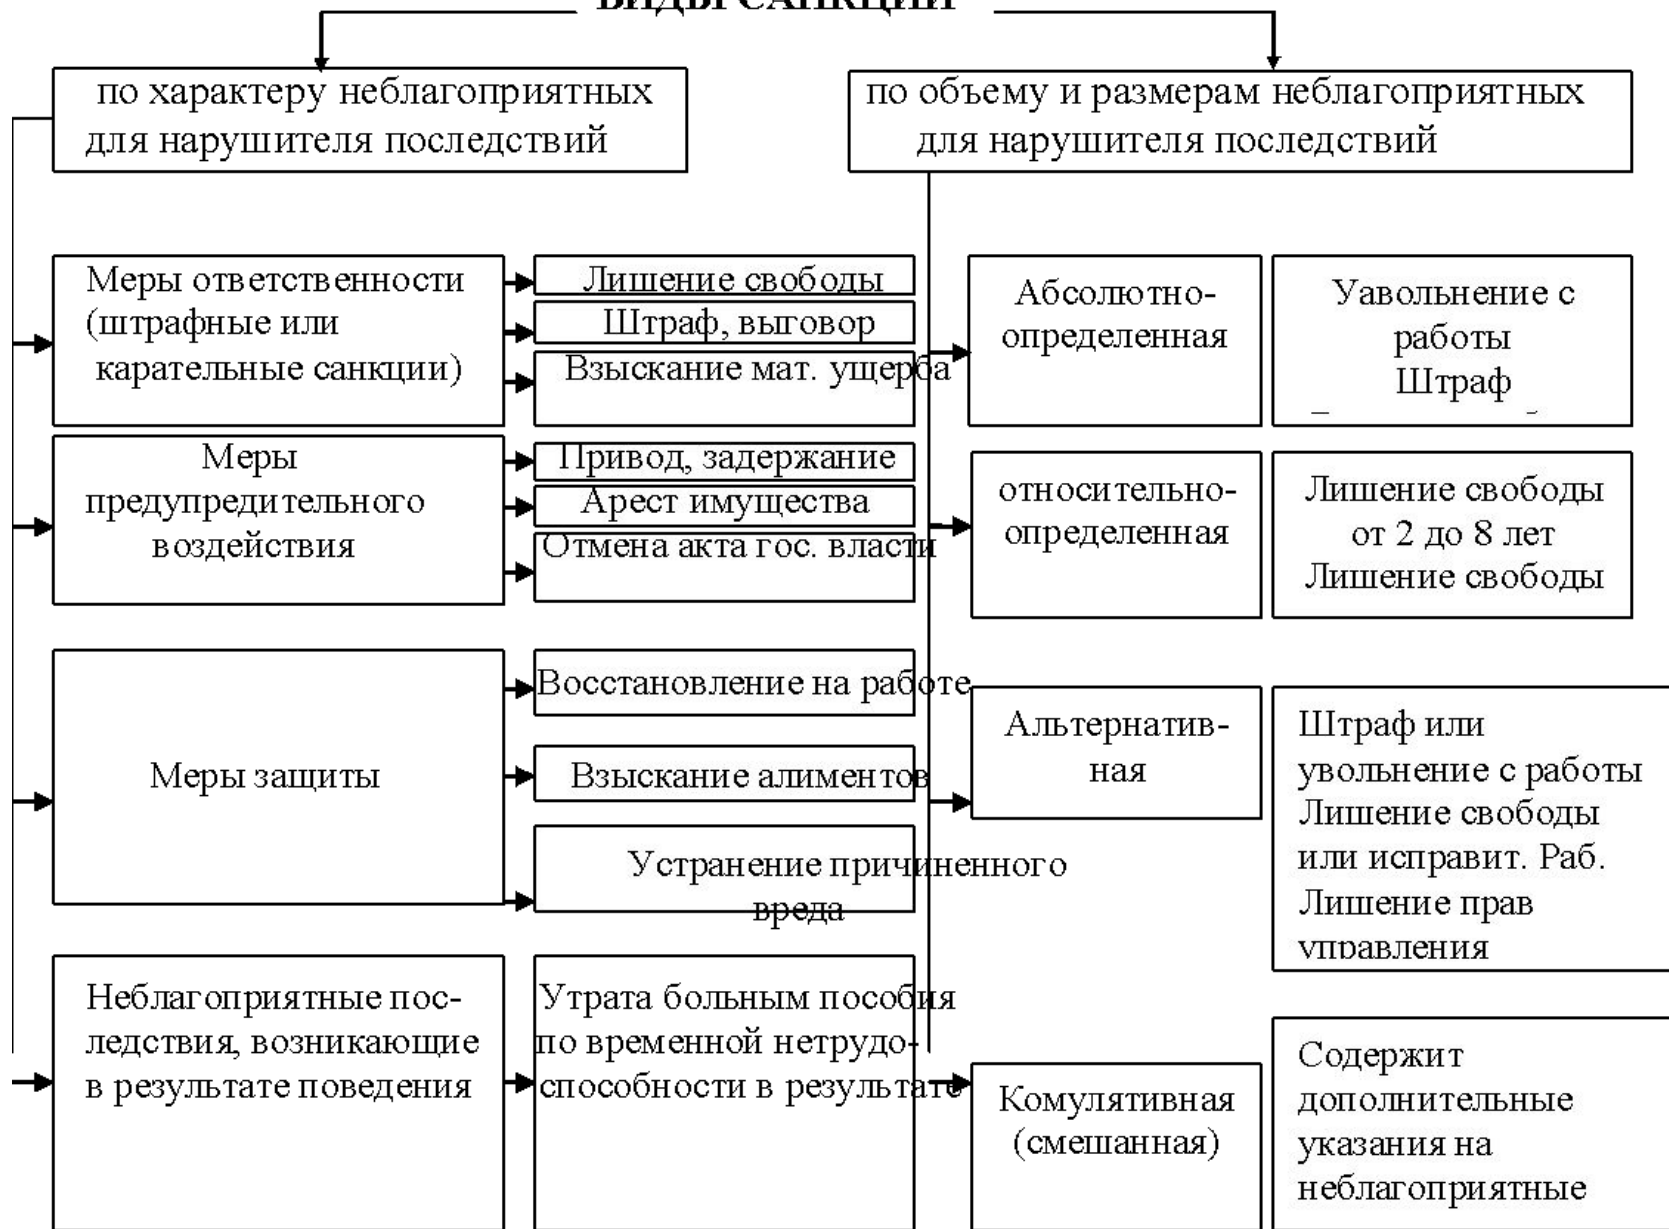 ВИДЫ САНКЦИЙ
по характеру неблагоприятных
для нарушителя последствий
по объему и размерам неблагоприятных
для нарушителя последствий
Меры ответственности
(штрафные или
карательные санкции)
Лишение свободы
Штраф, выговор
Взыскание мат. ущерба
Меры
предупредительного
воздействия
Привод, задержание
Арест имущества
Отмена акта гос. власти
Меры защиты
Восстановление на работе
Взыскание алиментов
Устранение причиненного
вреда
Неблагоприятные пос-
ледствия, возникающие
в результате поведения
Утрата больным пособия
по временной нетрудо-
способности в результате
Абсолютно-
определенная
Уавольнение с
работы
Штраф
относительно-
определенная
Лишение свободы
от 2 до 8 лет
Лишение свободы
Альтернатив-
ная
Штраф или
увольнение с работы
Лишение свободы
или исправит. Раб.
Лишение прав
управления
Комулятивная
(смешанная)
Содержит
дополнительные
указания на
неблагоприятные